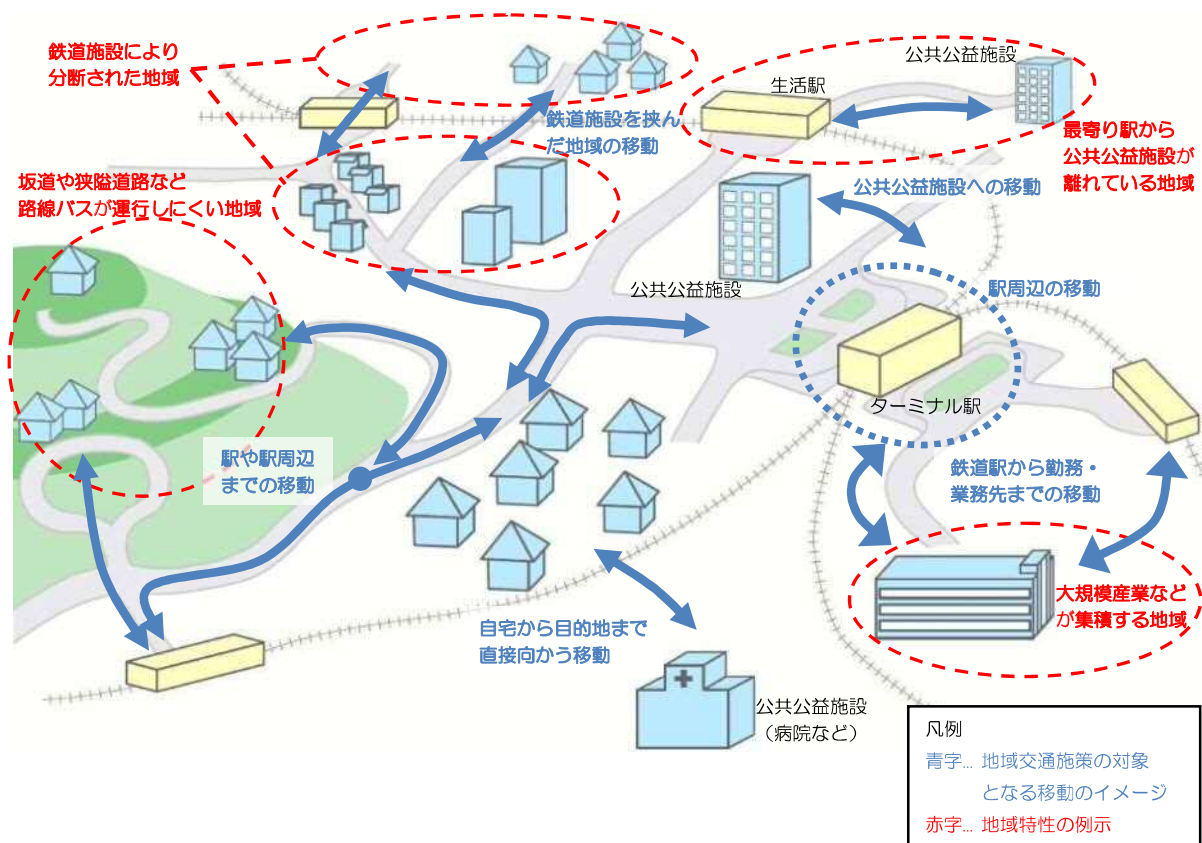 鉄道施設により
分断された地域
公共公益施設
生活駅
鉄道施設を挟ん
だ地域の移動
最寄り駅から
公共公益施設が
離れている地域
坂道や狭隘道路など
路線バスが運行しにくい地域
公共公益施設への移動
公共公益施設
駅周辺の移動
ターミナル駅
駅や駅周辺
までの移動
鉄道駅から勤務・
業務先までの移動
大規模産業など
が集積する地域
自宅から目的地まで
直接向かう移動
公共公益施設
（病院など）
凡例
青字… 地域交通施策の対象
となる移動のイメージ
赤字… 地域特性の例示